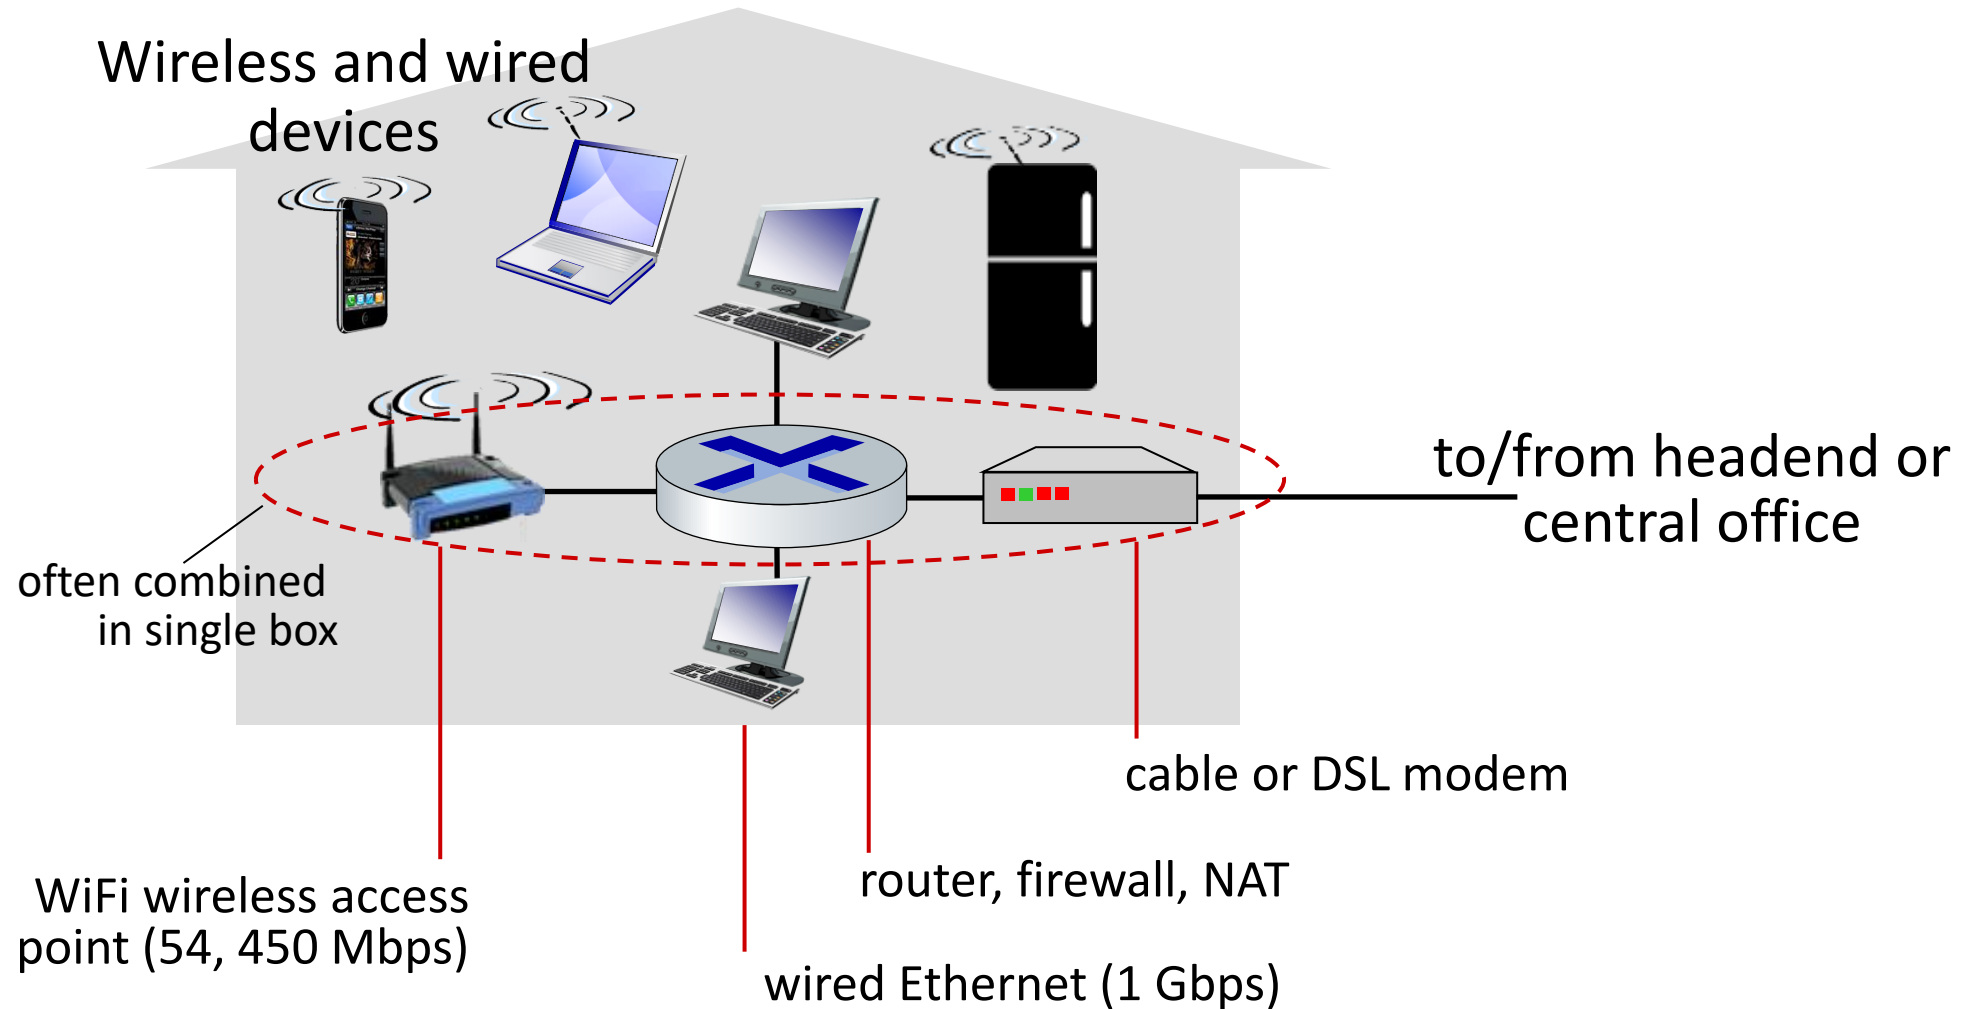 Wireless and wired
devices
to/from headend or
central office
often combined
in single box
cable or DSL modem
router, firewall, NAT
WiFi wireless access
point (54, 450 Mbps)
wired Ethernet (1 Gbps)